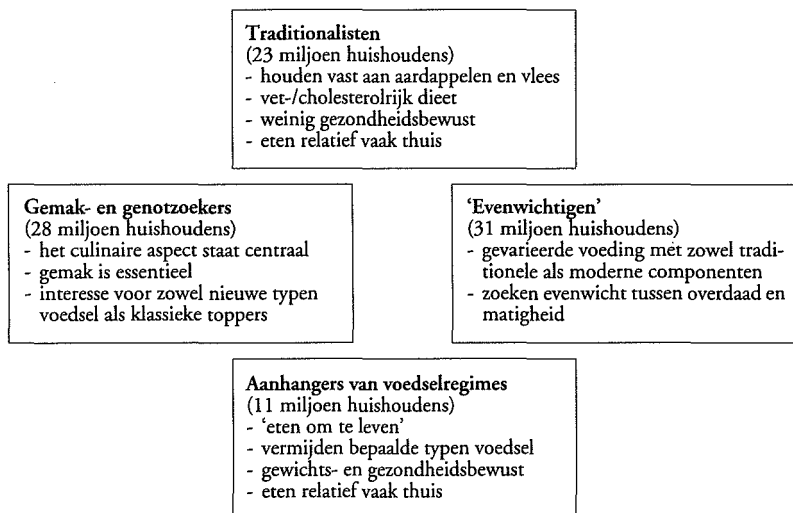 Traditionalisten
(23 miljoen huishoudens)
- houden vast aan aardappelen en vlees
- vet-/cholesterolrijk dieet
- weinig gezondheidsbewust
- eten relatief vaak thuis
Gemak- en genotzoekers
(28 miljoen huishoudens)
- het culinaire aspect staat centraal
- gemak is essentieel
- interesse voor zowel nieuwe typen
voedsel als klassieke toppers
'Evenwichtigen'
(31 miljoen huishoudens)
- gevarieerde voeding met zowel tradi-
tionele als moderne componenten
- zoeken evenwicht tussen overdaad en
matigheid
Aanhangers van voedselregimes
(11 miljoen huishoudens)
- 'eten om te leven'
- vermijden bepaalde typen voedsel
- gewichts- en gezondheidsbewust
- eten relatief vaak thuis